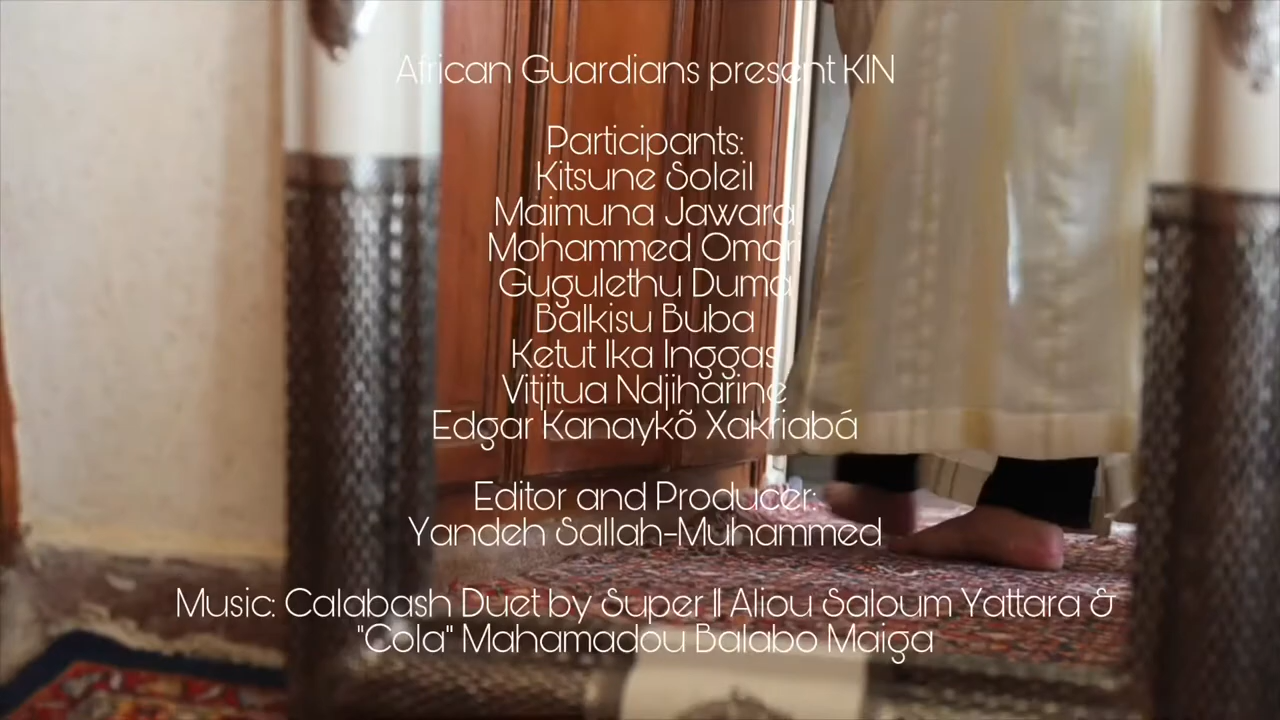 African Guardians present KIN
Participants:
Kitsune Soleil
Maimuna Jawara
Mohammed Omari
Gugulethu Duma
Balkisu Buba
Ketut Ika Inggas
Vitjitua Ndjiharine
Edgar Kanaykõ Xakriabá
Editor and Producer:
Yandeh Sallah-Muhammed
Music: Calabash Duet by Super 11 Aliou Saloum Yattara &
"Cola" Mahamadou Balabo Maiga